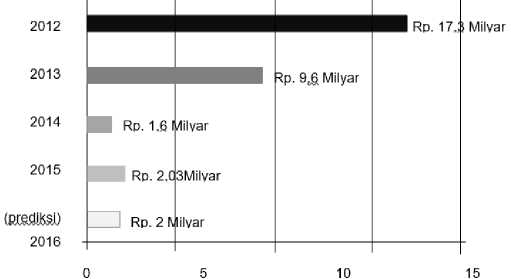 2012 Rp. 17.3 Milyar
2013 Rp. 9,6 Milyar
2014 Rp. 1.6 Milyar
2015 Rp. 2,03Milyar
(prediksi) Rp. 2 Milyar
2016
0 5 10 15